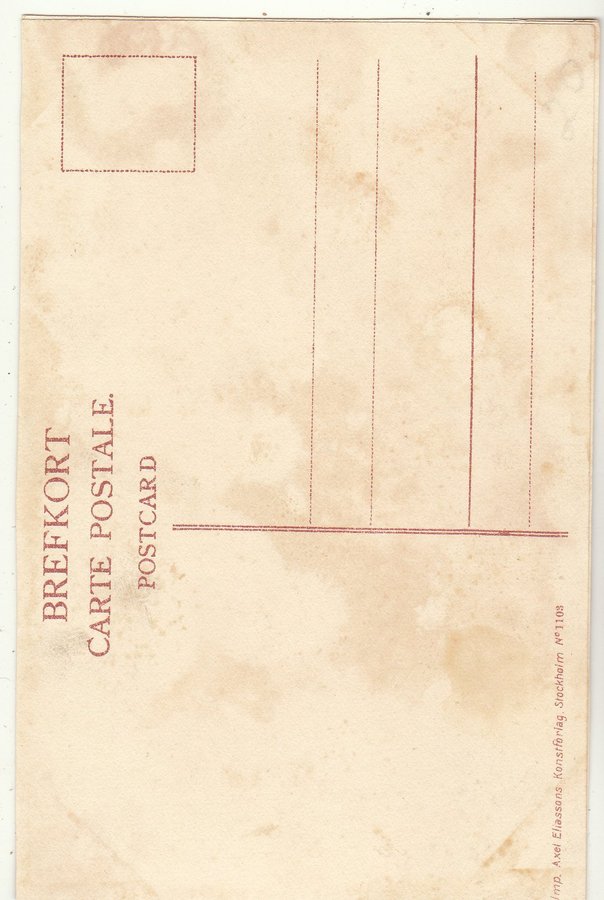 BREFKORT
CARTE POSTALE.
POSTCARD
Imp. Axel Eliassons Konstförlag, Stockholm Nº 1103